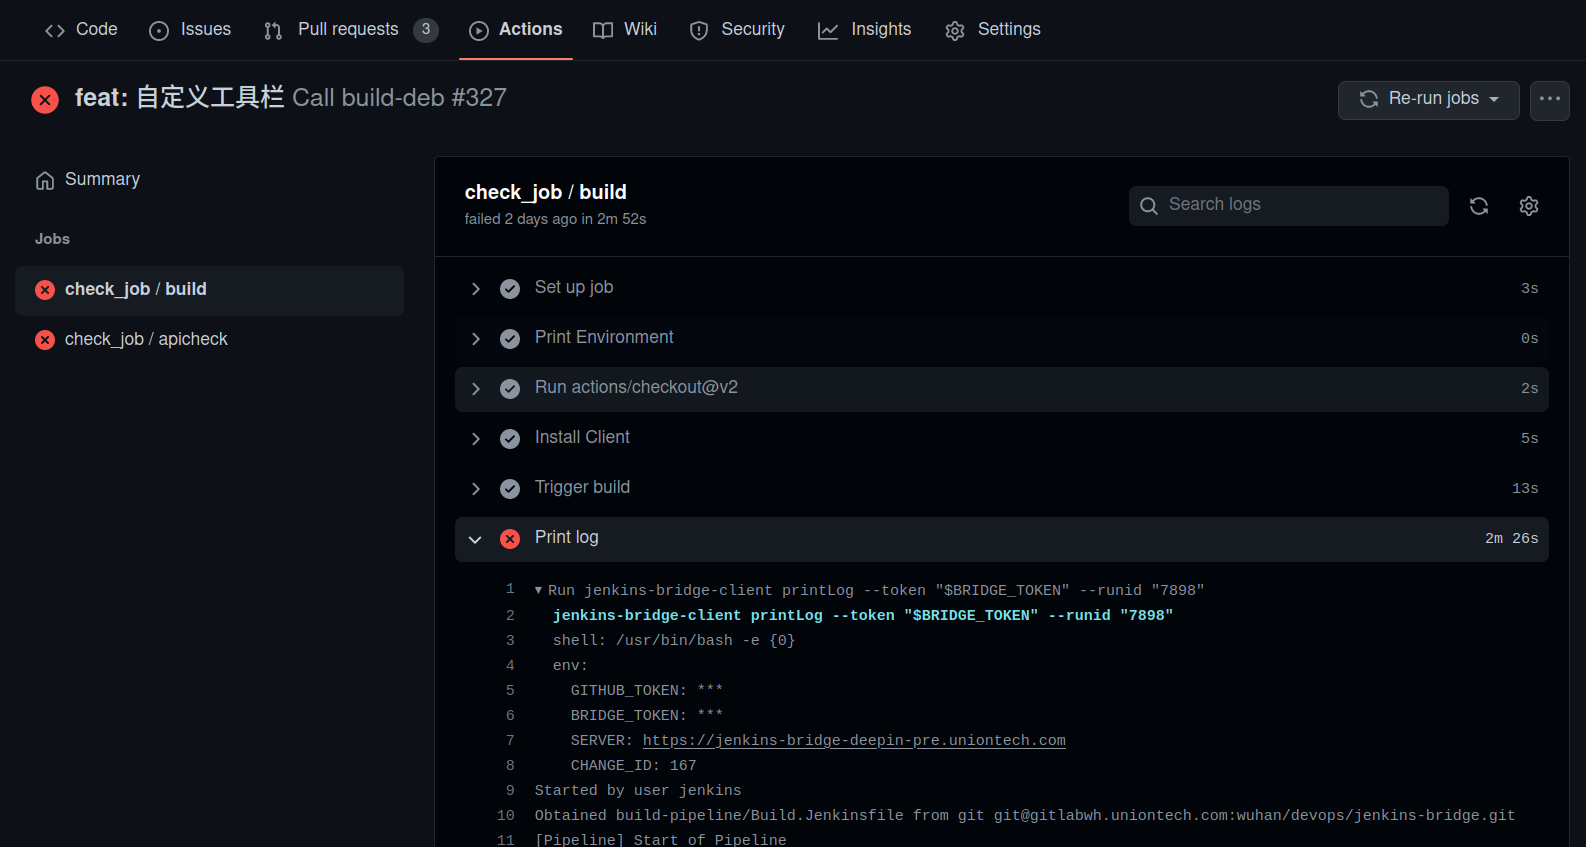 Code Issues Pull requests 3 Actions Wiki Security Insights Settings
feat: 自定义工具栏 Call build-deb #327
Re-run jobs
Summary
Jobs
check_job / build
check_job / apicheck
check_job / build
failed 2 days ago in 2m 52s
Search logs
Set up job 3s
Print Environment 0s
Run actions/checkout@v2 2s
Install Client 5s
Trigger build 13s
Print log 2m 26s
1 ▼ Run jenkins-bridge-client printLog --token "$BRIDGE_TOKEN" --runid "7898"
2 jenkins-bridge-client printLog --token "$BRIDGE_TOKEN" --runid "7898"
3 shell: /usr/bin/bash -e {0}
4 env:
5 GITHUB_TOKEN: ***
6 BRIDGE_TOKEN: ***
7 SERVER: https://jenkins-bridge-deepin-pre.uniontech.com
8 CHANGE_ID: 167
9 Started by user jenkins
10 Obtained build-pipeline/Build.Jenkinsfile from git git@gitlabwh.uniontech.com:wuhan/devops/jenkins-bridge.git
11 [Pipeline] Start of Pipeline